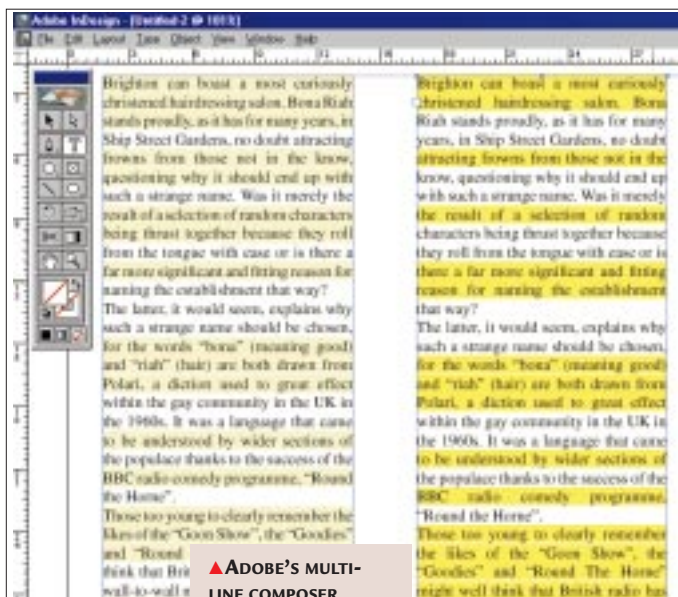 Adobe InDesign - [Untitled-2 @ 101%]
File Edit Layout Type Object View Window Help
Brighton can boast a most curiously
christened hairdressing salon. Bona Riah
stands proudly, as it has for many years, in
Ship Street Gardens, no doubt attracting
frowns from those not in the know,
questioning why it should end up with
such a strange name. Was it merely the
result of a selection of random characters
being thrust together because they roll
from the tongue with ease or is there a
far more significant and fitting reason for
naming the establishment that way?
The latter, it would seem, explains why
such a strange name should be chosen,
for the words "bona" (meaning good)
and "riah" (hair) are both drawn from
Polari, a diction used to great effect
within the gay community in the UK in
the 1960s. It was a language that came
to be understood by wider sections of
the populace thanks to the success of the
BBC radio comedy programme, "Round
the Horne".
Those too young to clearly remember the
likes of the "Goon Show", the "Goodies"
and "Round
think that Brit
wall-to-wall
Brighton can boast a most curiously
christened hairdressing salon. Bona
Riah stands proudly, as it has for many
years, in Ship Street Gardens, no doubt
attracting frowns from those not in the
know, questioning why it should end up
with such a strange name. Was it merely
the result of a selection of random
characters being thrust together because
they roll from the tongue with ease or is
there a far more significant and fitting
reason for naming the establishment
that way?
The latter, it would seem, explains why
such a strange name should be chosen,
for the words "bona" (meaning good)
and "riah" (hair) are both drawn from
Polari, a diction used to great effect
within the gay community in the UK in
the 1960s. It was a language that came
to be understood by wider sections of
the populace thanks to the success of the
BBC radio comedy programme,
"Round the Horne".
Those too young to clearly remember
the likes of the "Goon Show", the
"Goodies" and "Round The Horne"
might well think that British radio has
▲ADOBE'S MULTI-
LINE COMPOSER